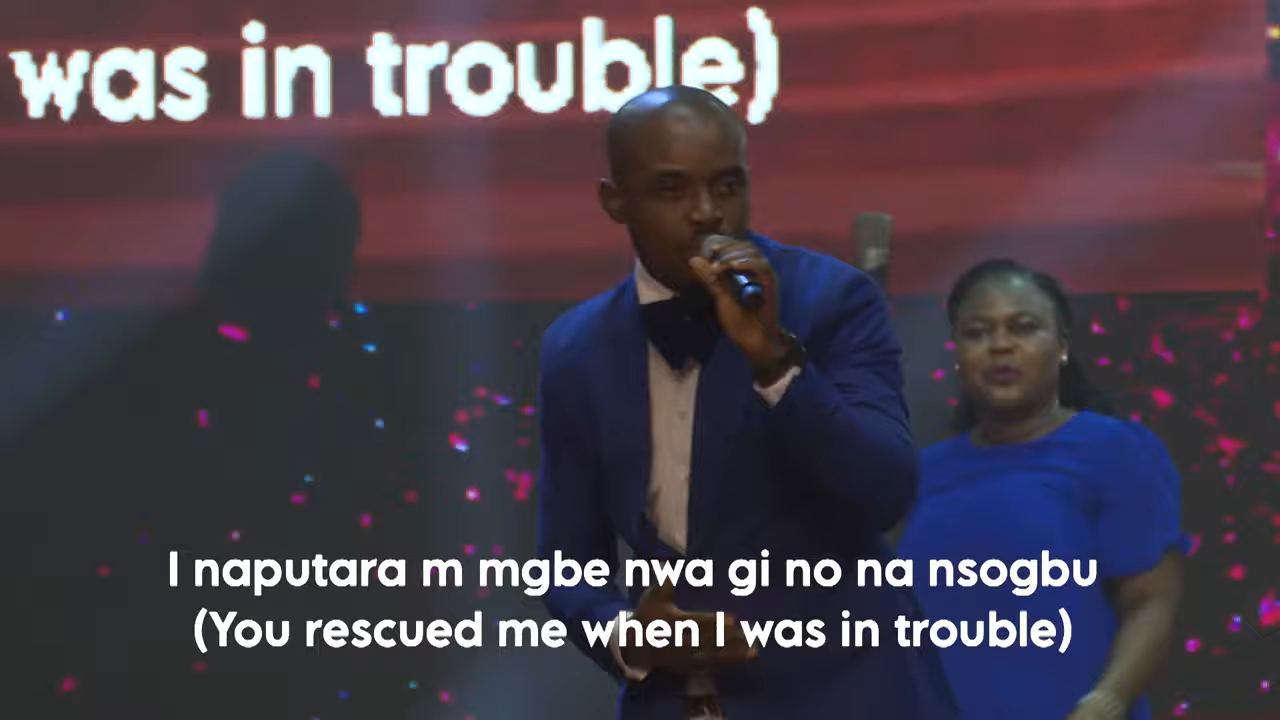 was in trouble)
I naputara m mgbe nwa gi no na nsogbu
(You rescued me when I was in trouble)